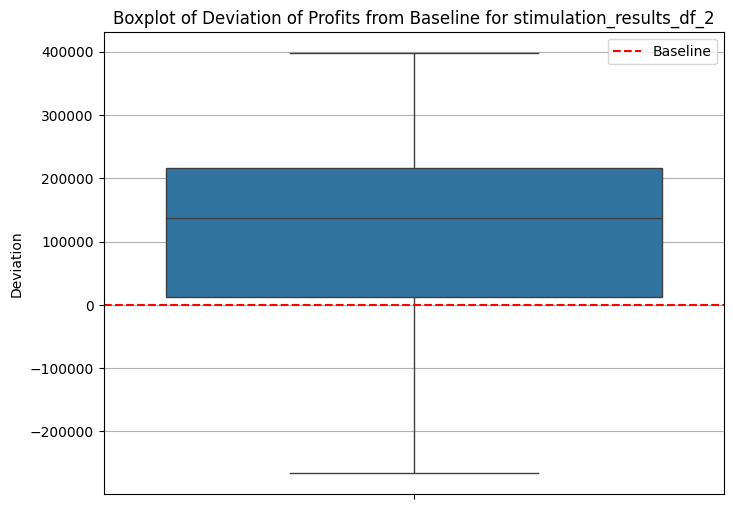 Boxplot of Deviation of Profits from Baseline for stimulation_results_df_2
Baseline
400000
300000
200000
100000
0
−100000
−200000
Deviation